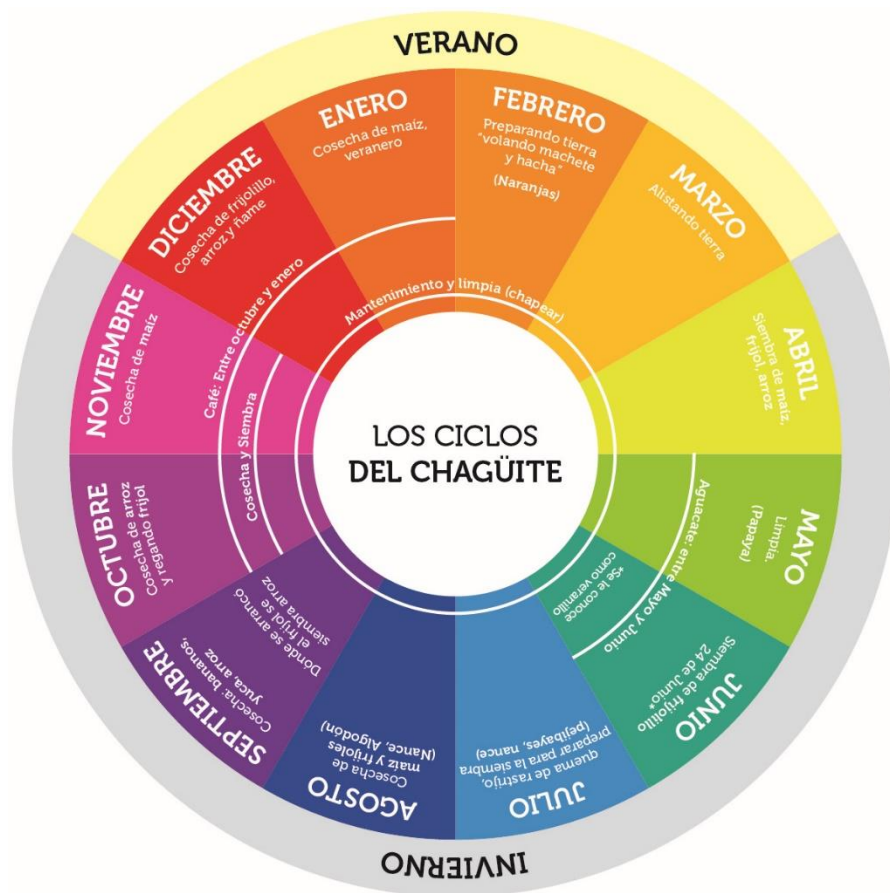 VERANO
ENERO
Cosecha de maíz,
veranero
FEBRERO
Preparando tierra
“volando machete
y hacha”
(Naranjas)
MARZO
Alistando tierra
ABRIL
Siembra de maíz,
frijol, arroz
MAYO
Limpia.
(Papaya)
JUNIO
Siembra de frijolillo
24 de Junio*
*Se le conoce
como veranillo
Aguacate: entre Mayo y Junio
JULIO
quema de rastrijo,
preparar para la siembra
(pejibayes, nance)
AGOSTO
Cosecha de
maíz y frijoles
(Nance, Algodón)
SEPTIEMBRE
Cosecha: bananos,
yuca, arroz
Donde se arrancó
el frijol se
siembra arroz
OCTUBRE
Cosecha de arroz
y regando frijol
NOVIEMBRE
Cosecha de maíz
DICIEMBRE
Cosecha de frijolillo,
arroz y ñame
Café: Entre octubre y enero
Cosecha y Siembra
Mantenimiento y limpia (chapear)
LOS CICLOS
DEL CHAGÜITE
INVIERNO